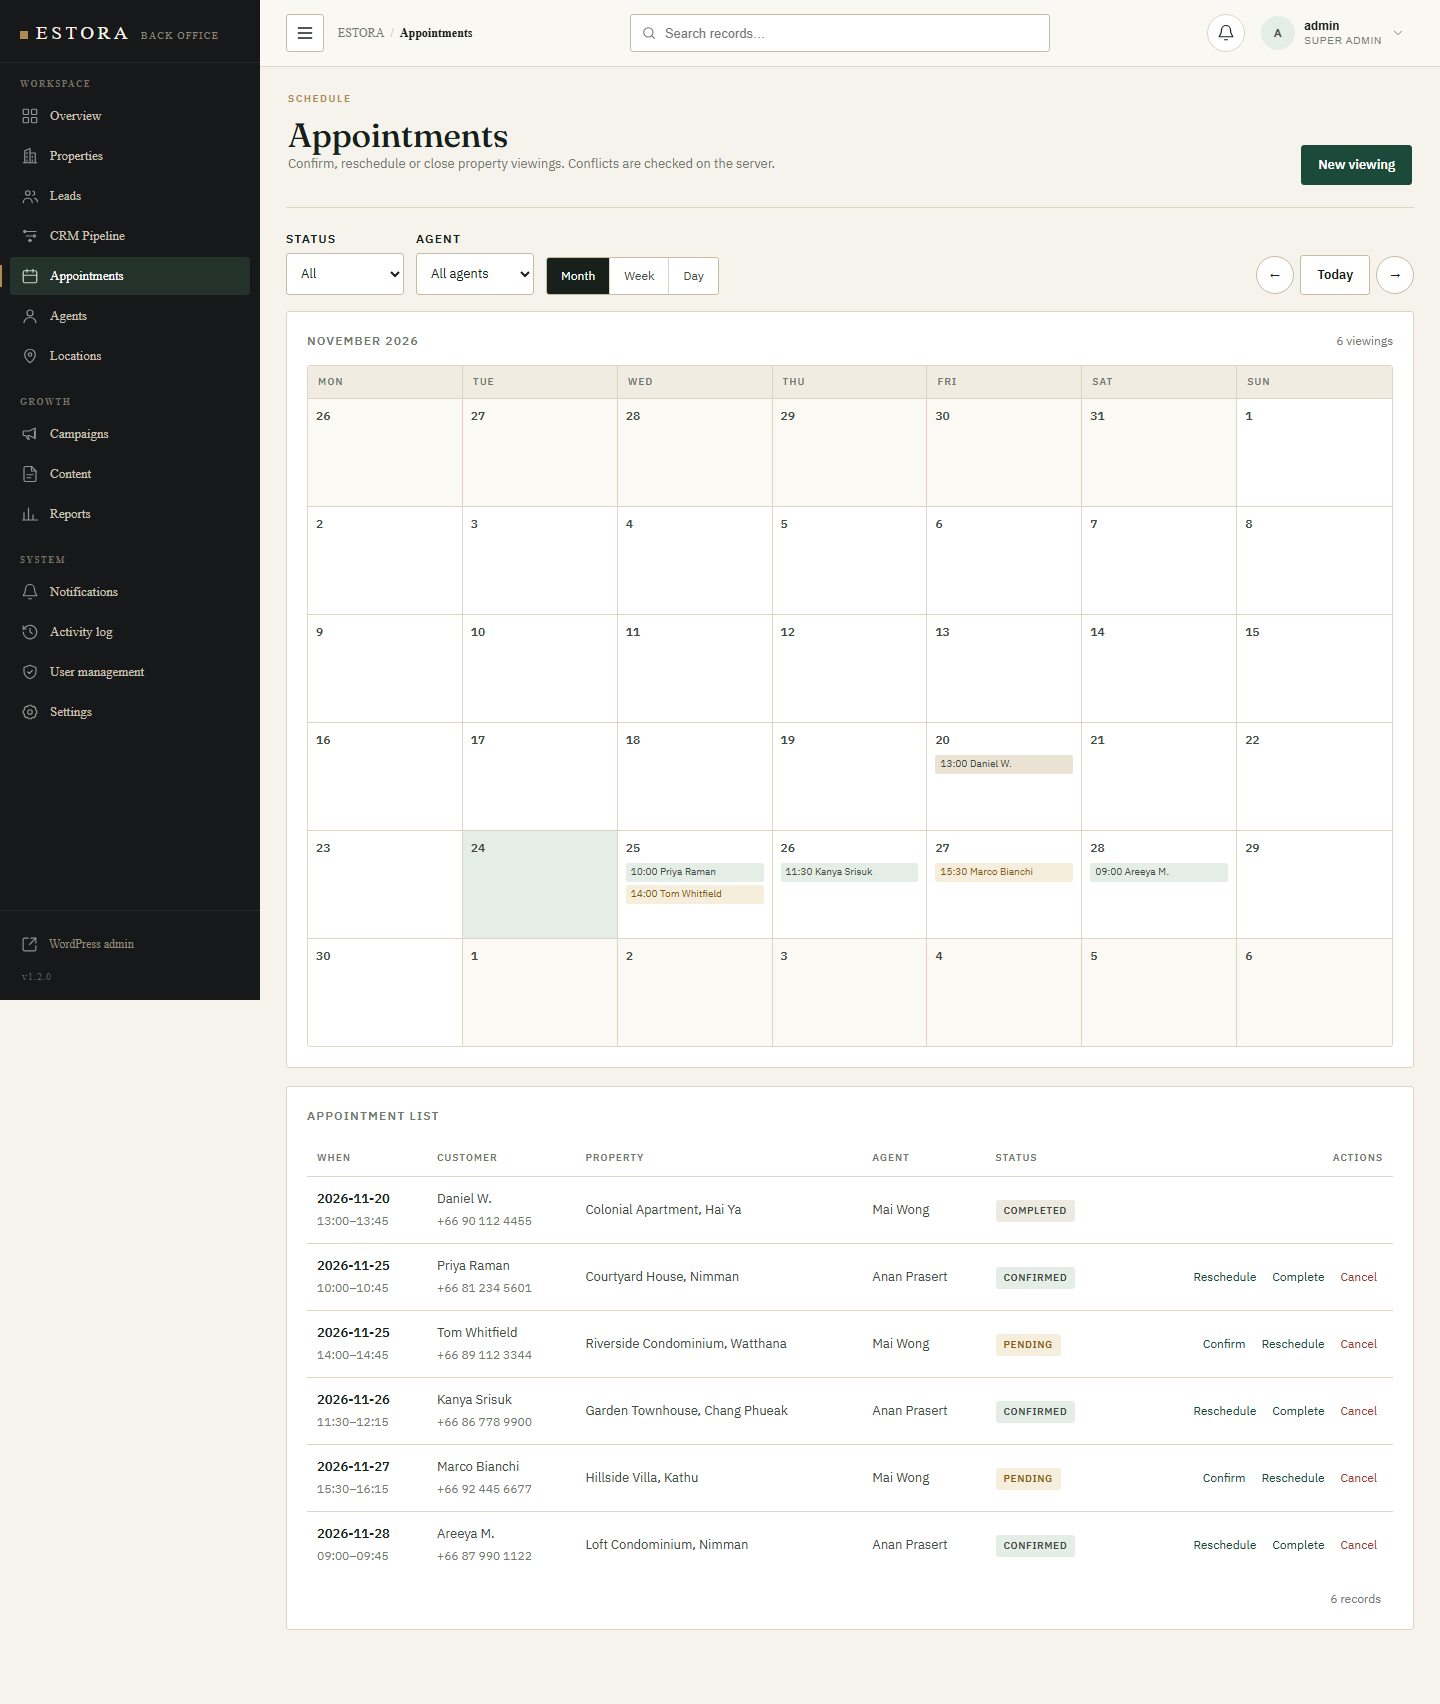 ESTORA BACK OFFICE
WORKSPACE
Overview
Properties
Leads
CRM Pipeline
Appointments
Agents
Locations
GROWTH
Campaigns
Content
Reports
SYSTEM
Notifications
Activity log
User management
Settings
WordPress admin
v1.2.0
ESTORA / Appointments
Search records...
A
admin
SUPER ADMIN
SCHEDULE
Appointments
Confirm, reschedule or close property viewings. Conflicts are checked on the server.
New viewing
STATUS
AGENT
All
All agents
Month Week Day
← Today →
NOVEMBER 2026
6 viewings
MON TUE WED THU FRI SAT SUN
26 27 28 29 30 31 1
2 3 4 5 6 7 8
9 10 11 12 13 14 15
16 17 18 19 20 21 22
13:00 Daniel W.
23 24 25 26 27 28 29
10:00 Priya Raman 11:30 Kanya Srisuk 15:30 Marco Bianchi 09:00 Areeya M.
14:00 Tom Whitfield
30 1 2 3 4 5 6
APPOINTMENT LIST
WHEN CUSTOMER PROPERTY AGENT STATUS ACTIONS
2026-11-20 Daniel W.
Colonial Apartment, Hai Ya Mai Wong COMPLETED
13:00–13:45 +66 90 112 4455
2026-11-25 Priya Raman
Courtyard House, Nimman Anan Prasert CONFIRMED Reschedule Complete Cancel
10:00–10:45 +66 81 234 5601
2026-11-25 Tom Whitfield
Riverside Condominium, Watthana Mai Wong PENDING Confirm Reschedule Cancel
14:00–14:45 +66 89 112 3344
2026-11-26 Kanya Srisuk
Garden Townhouse, Chang Phueak Anan Prasert CONFIRMED Reschedule Complete Cancel
11:30–12:15 +66 86 778 9900
2026-11-27 Marco Bianchi
Hillside Villa, Kathu Mai Wong PENDING Confirm Reschedule Cancel
15:30–16:15 +66 92 445 6677
2026-11-28 Areeya M.
Loft Condominium, Nimman Anan Prasert CONFIRMED Reschedule Complete Cancel
09:00–09:45 +66 87 990 1122
6 records